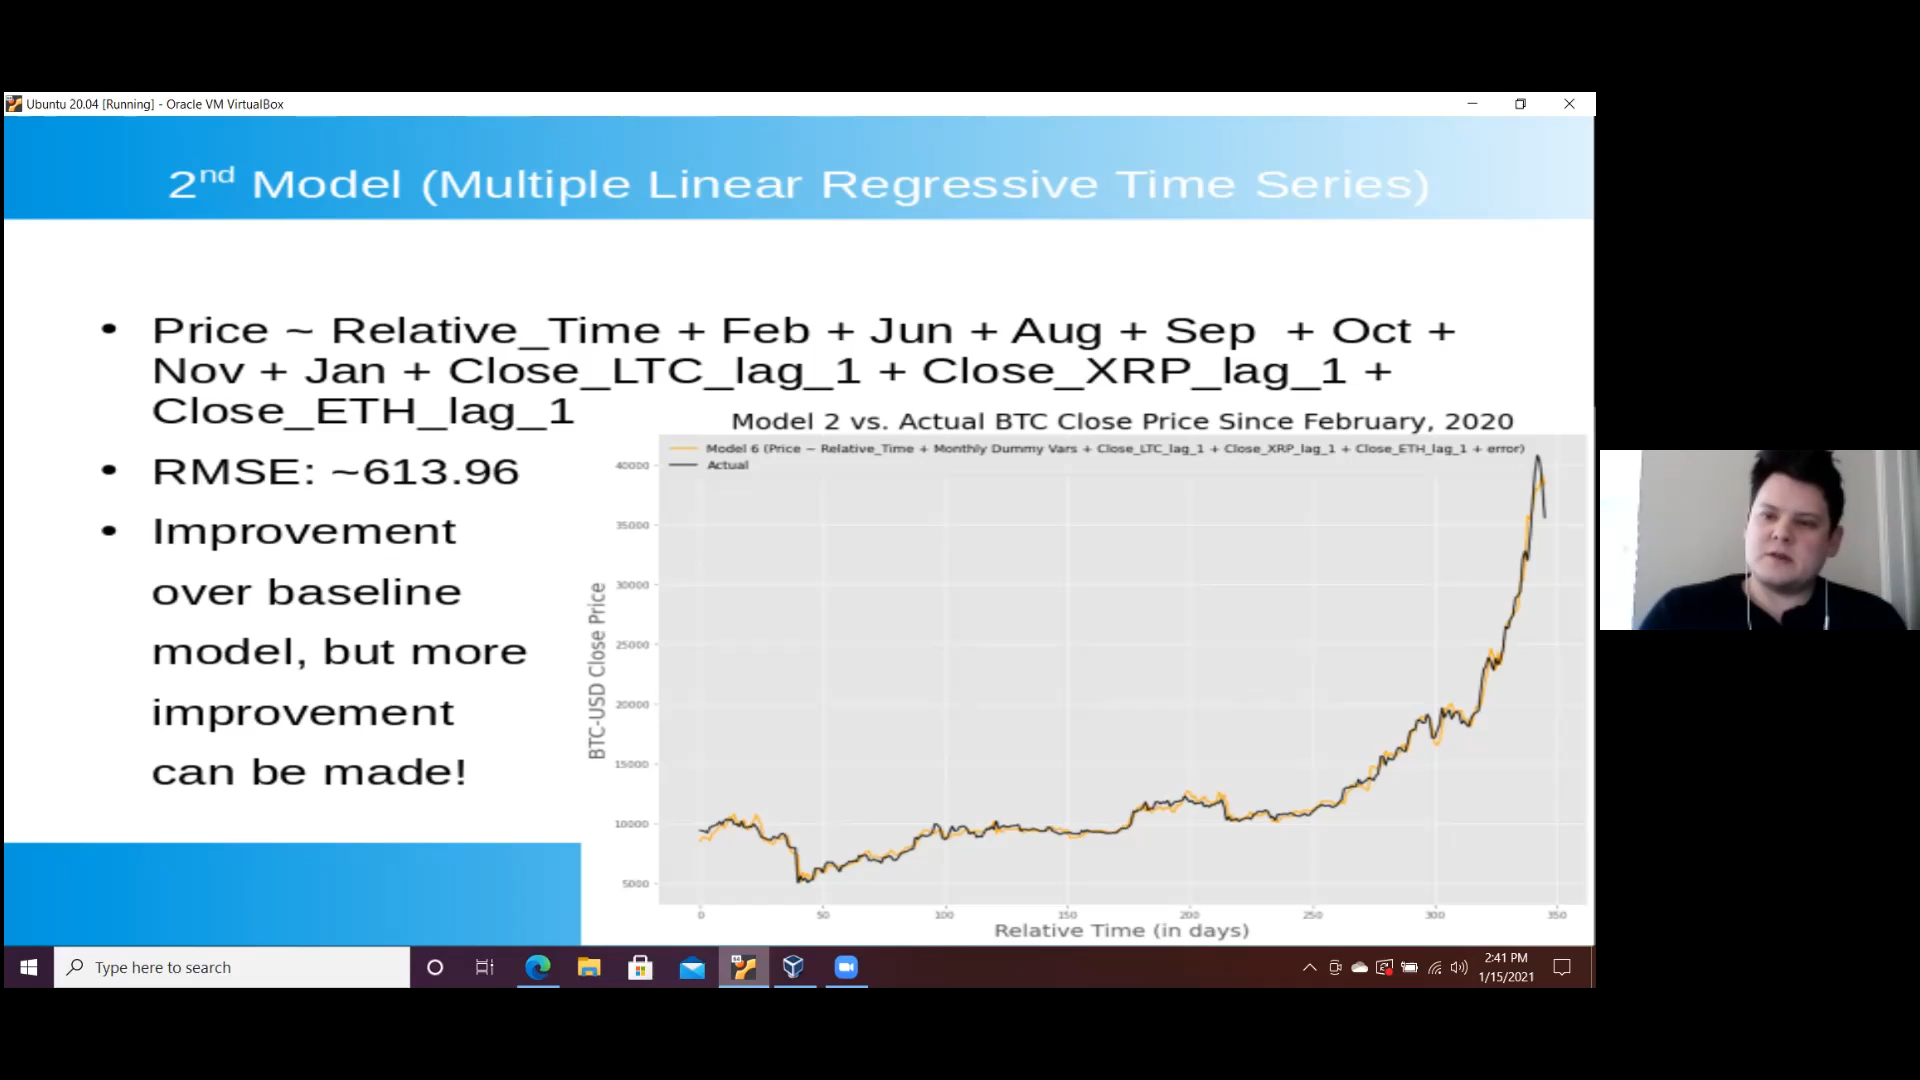 Ubuntu 20.04 [Running] - Oracle VM VirtualBox
2nd Model (Multiple Linear Regressive Time Series)
• Price ~ Relative_Time + Feb + Jun + Aug + Sep + Oct +
Nov + Jan + Close_LTC_lag_1 + Close_XRP_lag_1 +
Close_ETH_lag_1
• RMSE: ~613.96
• Improvement
over baseline
model, but more
improvement
can be made!
Model 2 vs. Actual BTC Close Price Since February, 2020
Model 6 (Price ~ Relative_Time + Monthly Dummy Vars + Close_LTC_lag_1 + Close_XRP_lag_1 + Close_ETH_lag_1 + error)
Actual
BTC-USD Close Price
40000
35000
30000
25000
20000
15000
10000
5000
0 50 100 150 200 250 300 350
Relative Time (in days)
Type here to search
2:41 PM
1/15/2021